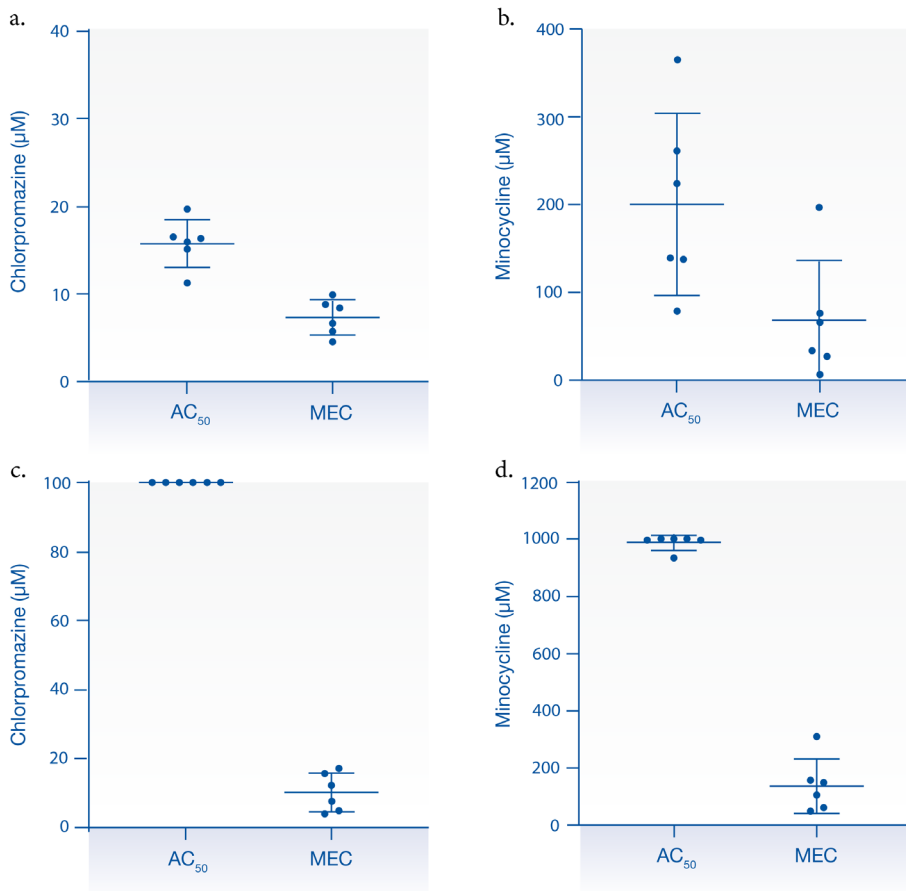 a.
Chlorpromazine (µM)
40
30
20
10
0
AC50
MEC
b.
Minocycline (µM)
400
300
200
100
0
AC50
MEC
c.
Chlorpromazine (µM)
100
80
60
40
20
0
AC50
MEC
d.
Minocycline (µM)
1200
1000
800
600
400
200
0
AC50
MEC